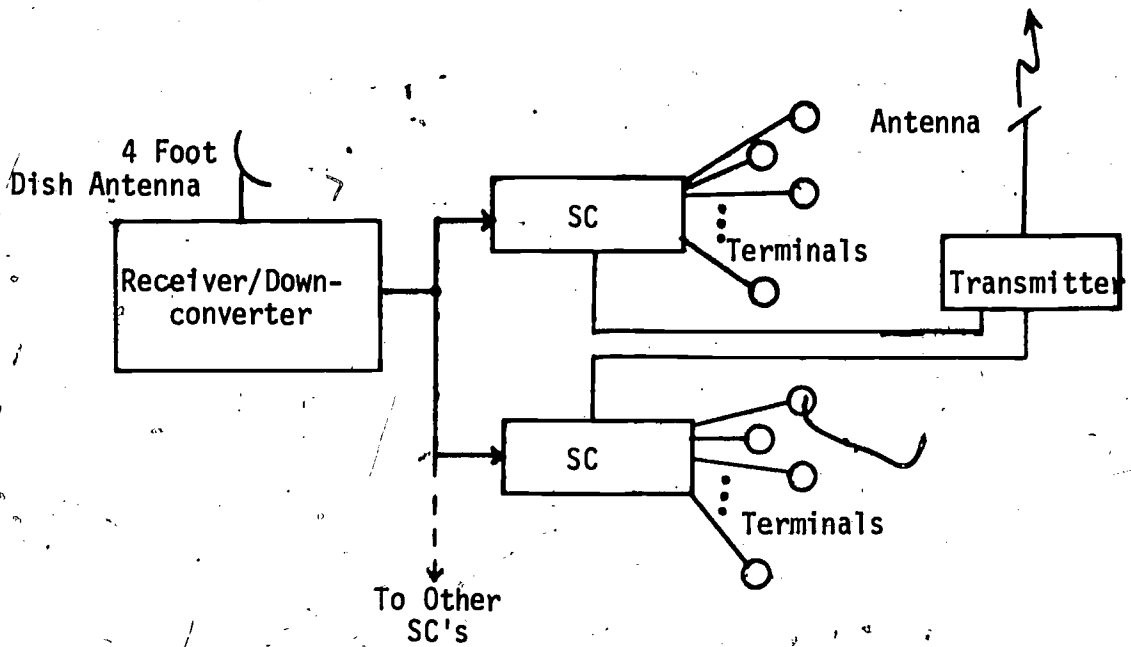 4 Foot
Dish Antenna
Receiver/Down-
converter
SC
Terminals
Antenna
Transmitter
SC
Terminals
To Other
SC's